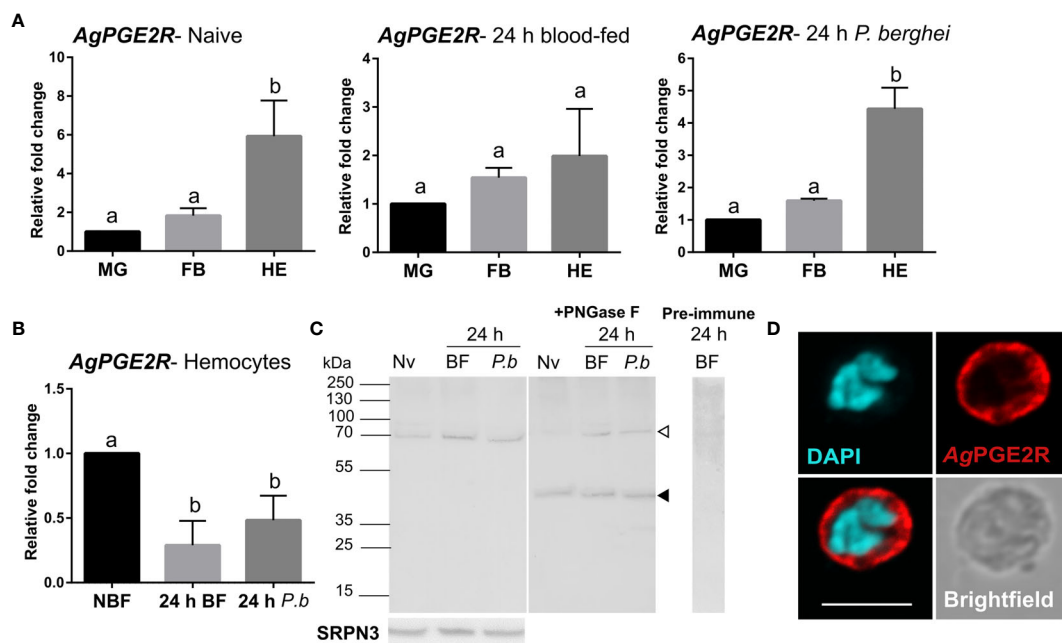 A
AgPGE2R- Naive
Relative fold change
10
8
6
4
2
0
a
a
b
MG FB HE
AgPGE2R- 24 h blood-fed
Relative fold change
4
3
2
1
0
a
a
a
MG FB HE
AgPGE2R- 24 h P. berghei
Relative fold change
6
5
4
3
2
1
0
a
a
b
MG FB HE
B
AgPGE2R- Hemocytes
Relative fold change
1.5
1.0
0.5
0.0
a
b
b
NBF 24 h BF 24 h P.b
C
+PNGase F Pre-immune
24 h 24 h 24 h
kDa Nv BF P.b Nv BF P.b BF
250
130
100
70
55
35
25
15
SRPN3
D
DAPI
AgPGE2R
Brightfield